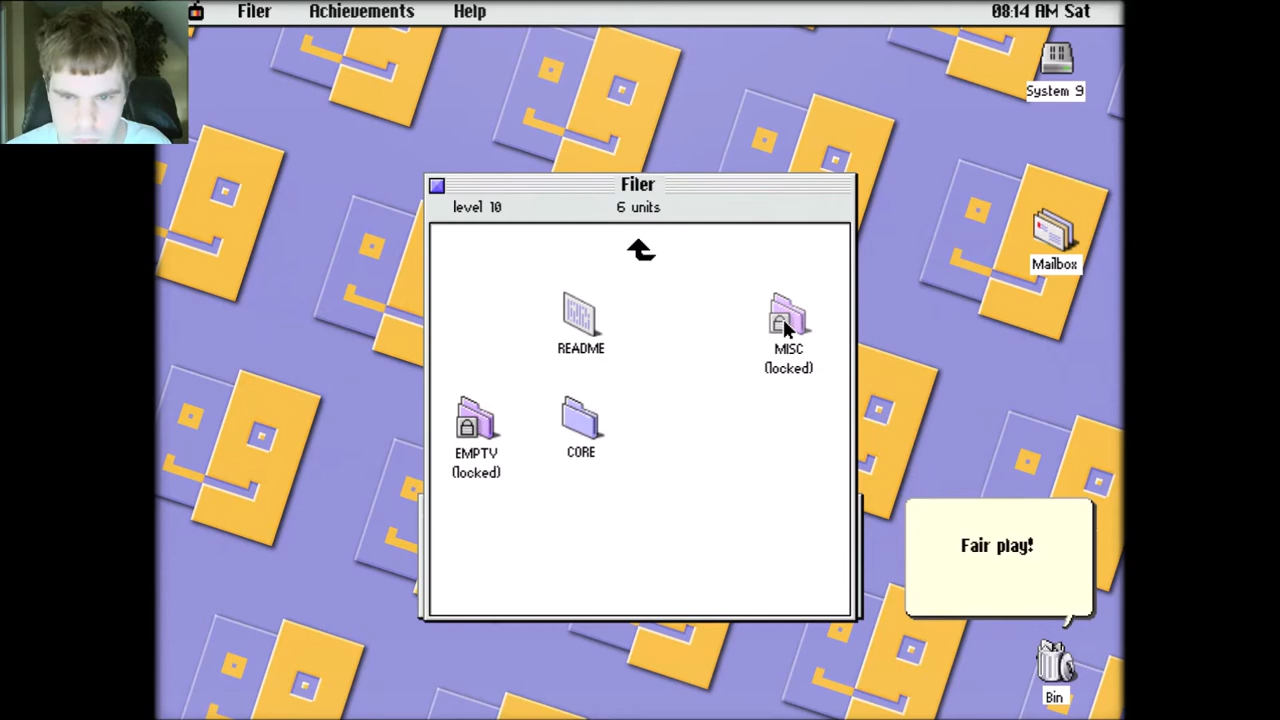 Filer Achievements Help 08:14 AM Sat
System 9
Filer
level 10 6 units
Mailbox
README
MISC
(locked)
EMPTY
(locked)
CORE
Fair play!
Bin